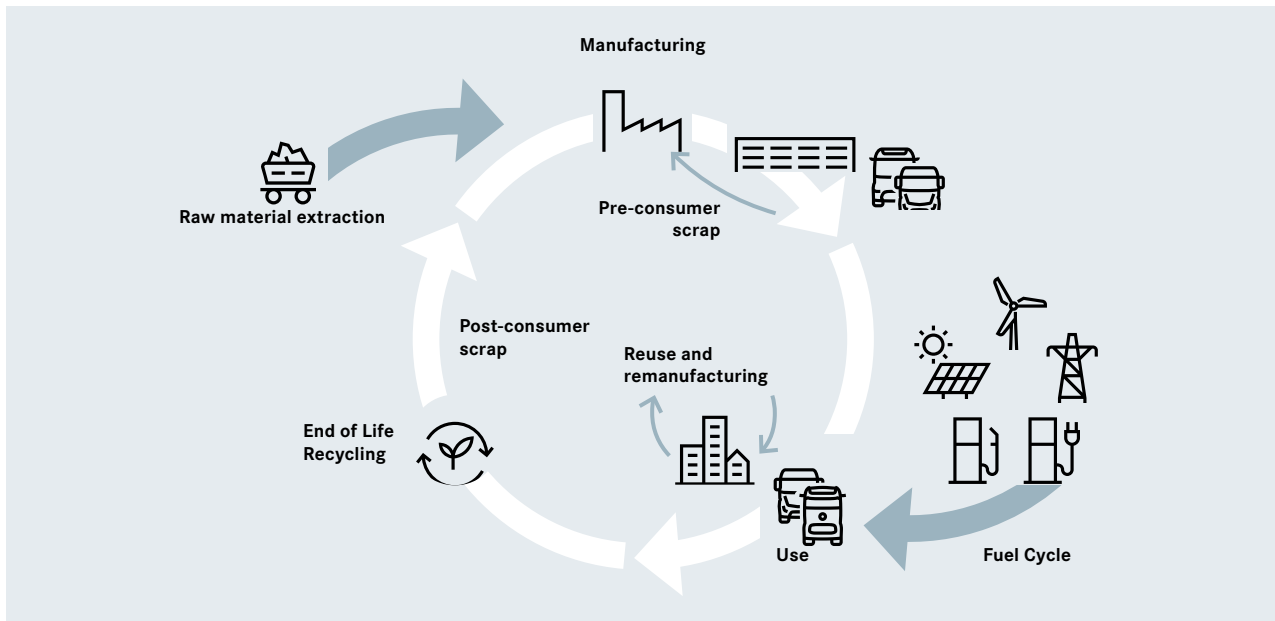 Manufacturing
Raw material extraction
Pre-consumer
scrap
Post-consumer
scrap
Reuse and
remanufacturing
End of Life
Recycling
Use
Fuel Cycle